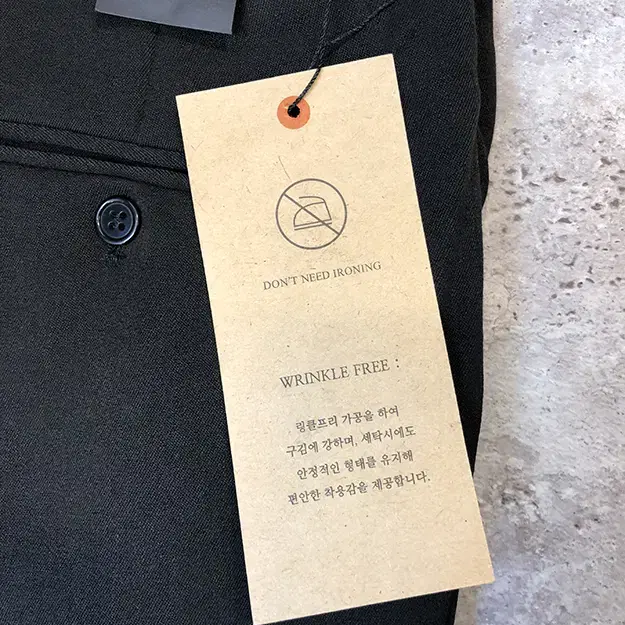 DON'T NEED IRONING
WRINKLE FREE :
링클프리 가공을 하여
구김에 강하며, 세탁시에도
안정적인 형태를 유지해
편안한 착용감을 제공합니다.